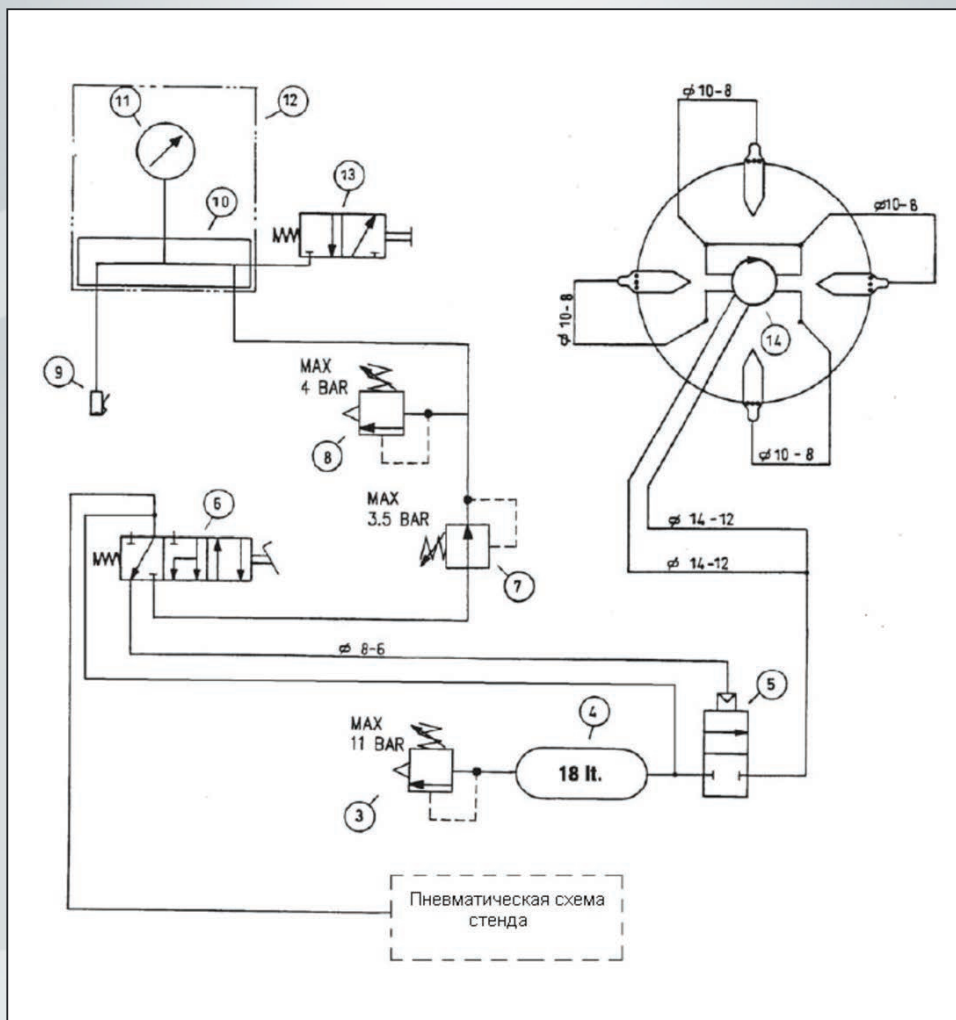 11
12
ø 10-8
13
10
ø10-8
9
MAX
4 BAR
8
14
ø 10-8
ø 10-8
6
MAX
3.5 BAR
7
ø 14-12
ø 14-12
ø 8-6
5
4
MAX
11 BAR
18 lt.
3
Пневматическая схема
стенда